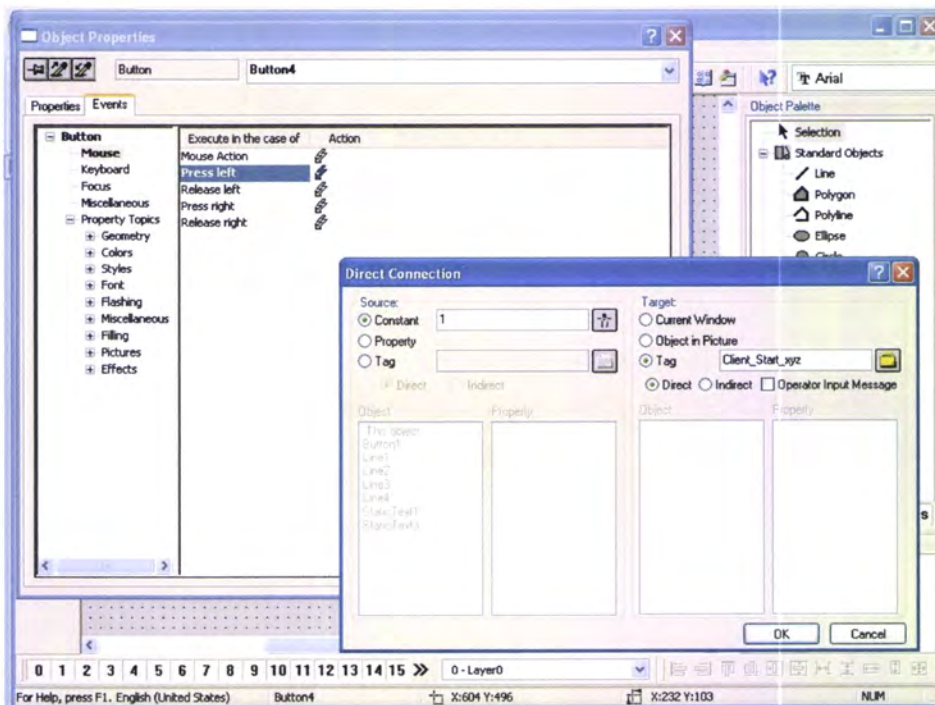 Object Properties
Button
Button4
Arial
Properties
Events
Object Palette
Button
Mouse
Keyboard
Focus
Miscellaneous
Property Topics
Geometry
Colors
Styles
Font
Flashing
Miscellaneous
Filling
Pictures
Effects
Execute in the case of
Action
Mouse Action
Press left
Release left
Press right
Release right
Selection
Standard Objects
Line
Polygon
Polyline
Ellipse
Circle
Direct Connection
Source:
Constant
1
Property
Tag
Direct
Indirect
Object
Property
This object
Button1
Line1
Line2
Line3
Line4
StaticText1
Target:
Current Window
Object in Picture
Tag
Client_Start_xyz
Direct
Indirect
Operator Input Message
Object
Property
s
OK
Cancel
0 1 2 3 4 5 6 7 8 9 10 11 12 13 14 15
0 - Layer0
For Help, press F1. English (United States)
Button4
X:604 Y:496
X:232 Y:103
NUM